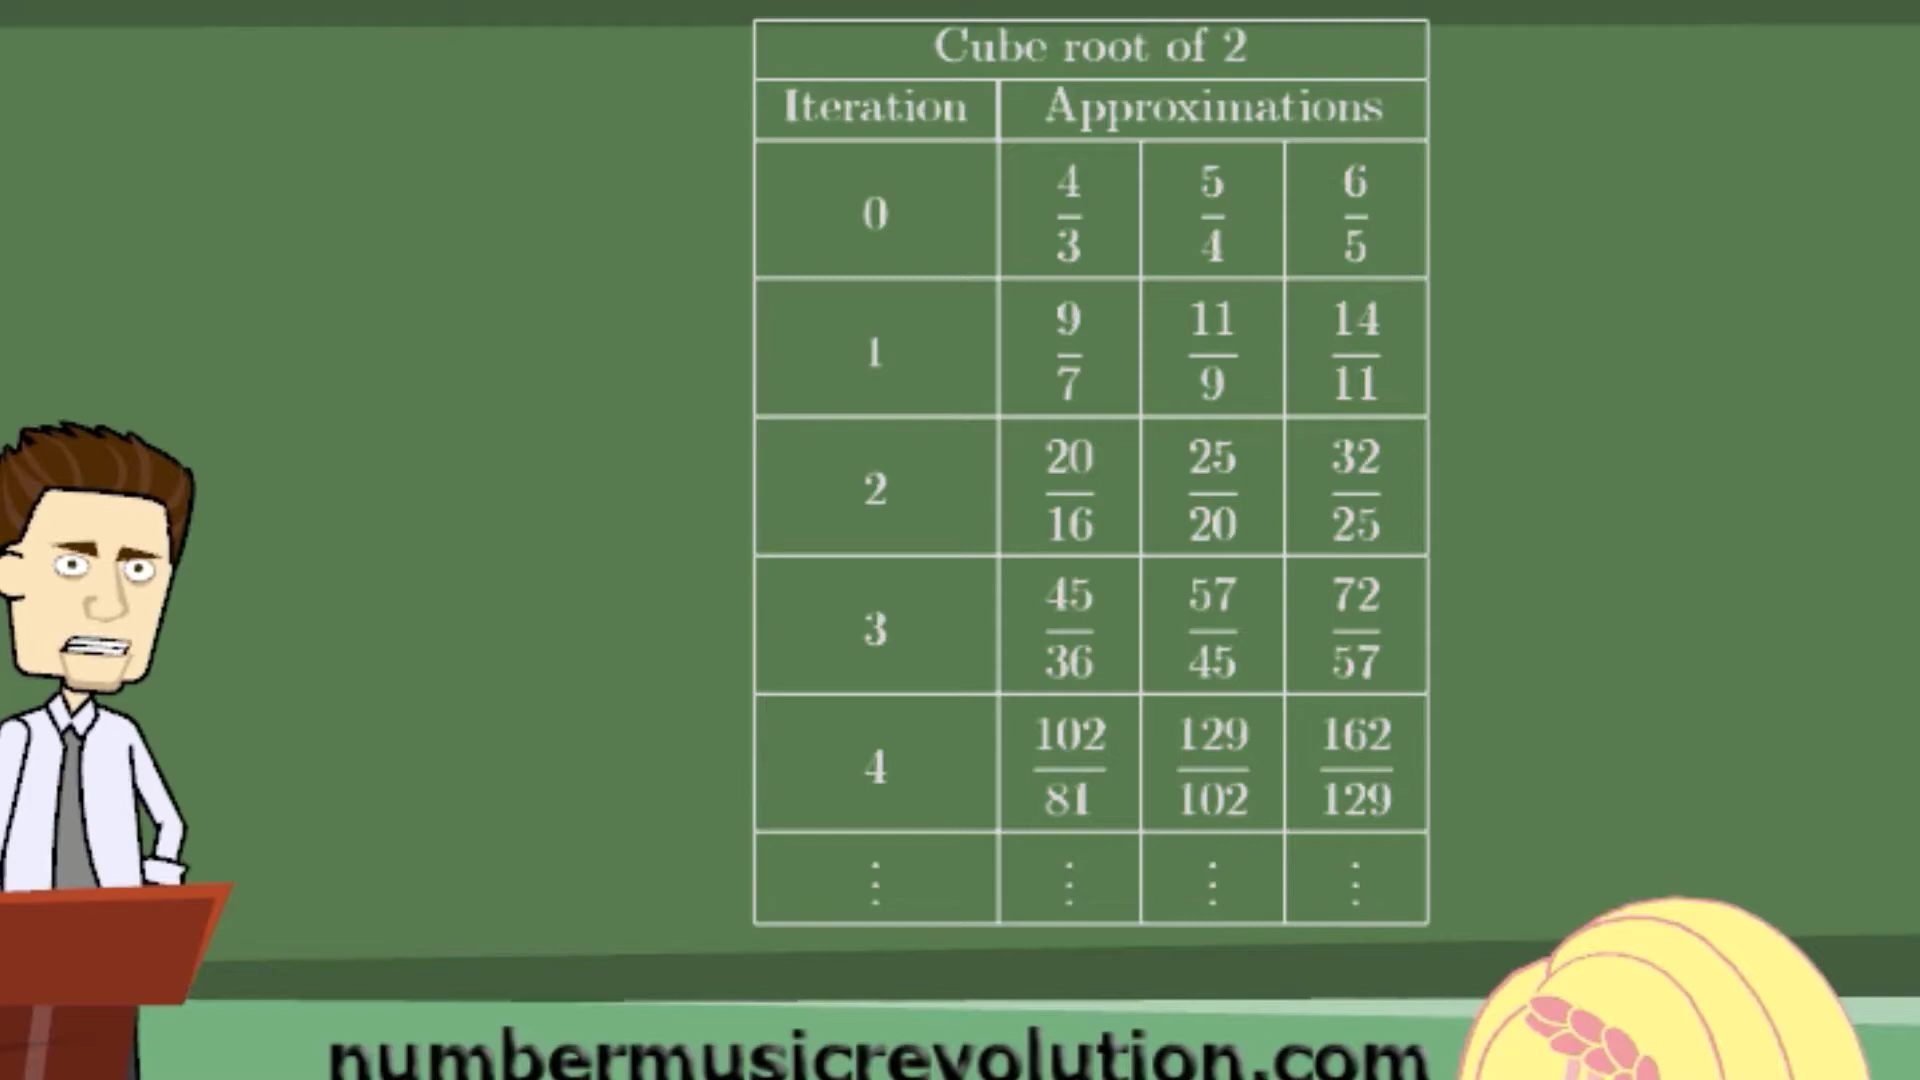 Cube root of 2
Iteration Approximations
0 4/3 5/4 6/5
1 9/7 11/9 14/11
2 20/16 25/20 32/25
3 45/36 57/45 72/57
4 102/81 129/102 162/129
⋮ ⋮ ⋮ ⋮
numbermusicrevolution.com